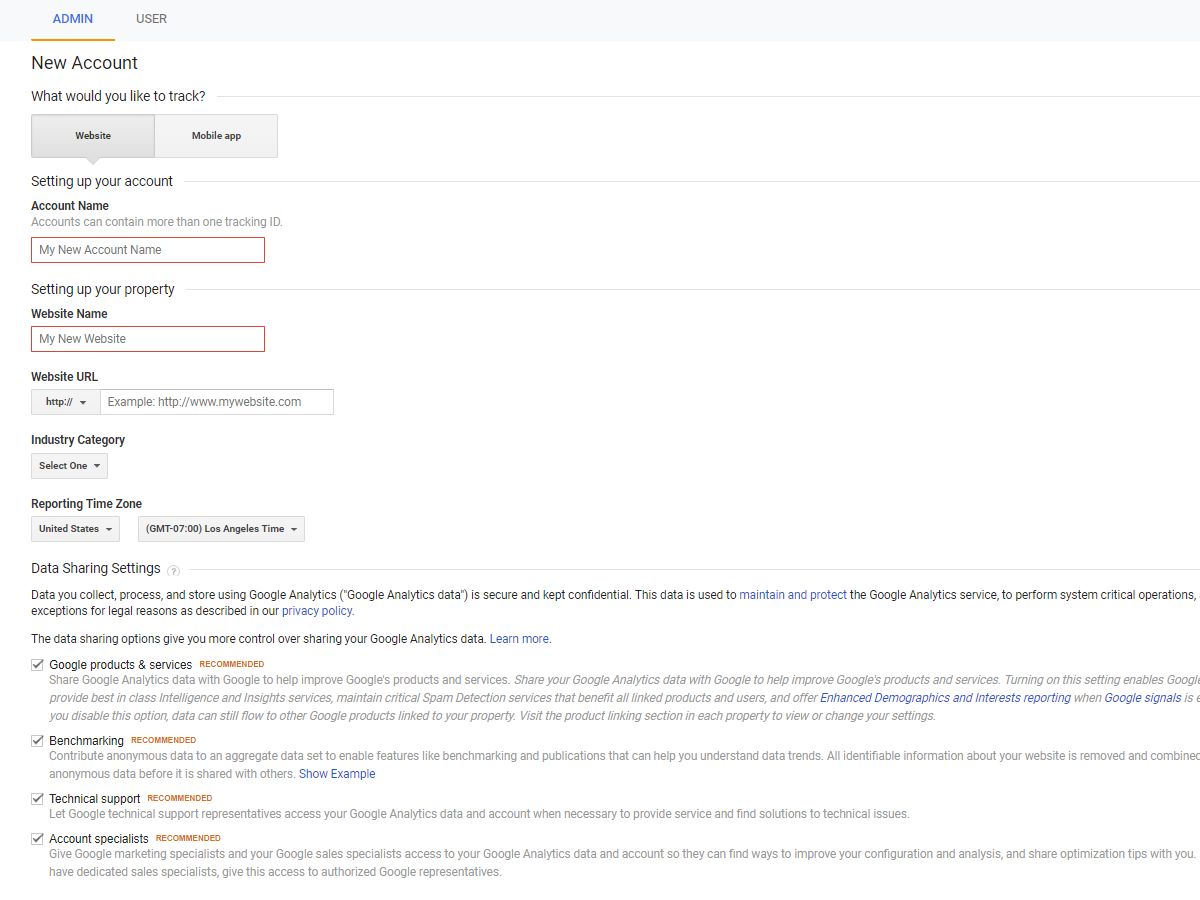 ADMIN USER
New Account
What would you like to track?
Website Mobile app
Setting up your account
Account Name
Accounts can contain more than one tracking ID.
My New Account Name
Setting up your property
Website Name
My New Website
Website URL
http:// Example: http://www.mywebsite.com
Industry Category
Select One
Reporting Time Zone
United States (GMT-07:00) Los Angeles Time
Data Sharing Settings ?
Data you collect, process, and store using Google Analytics ("Google Analytics data") is secure and kept confidential. This data is used to maintain and protect the Google Analytics service, to perform system critical operations,
exceptions for legal reasons as described in our privacy policy.
The data sharing options give you more control over sharing your Google Analytics data. Learn more.
Google products & services RECOMMENDED
Share Google Analytics data with Google to help improve Google's products and services. Share your Google Analytics data with Google to help improve Google's products and services. Turning on this setting enables Google
provide best in class Intelligence and Insights services, maintain critical Spam Detection services that benefit all linked products and users, and offer Enhanced Demographics and Interests reporting when Google signals is
you disable this option, data can still flow to other Google products linked to your property. Visit the product linking section in each property to view or change your settings.
Benchmarking RECOMMENDED
Contribute anonymous data to an aggregate data set to enable features like benchmarking and publications that can help you understand data trends. All identifiable information about your website is removed and combined
anonymous data before it is shared with others. Show Example
Technical support RECOMMENDED
Let Google technical support representatives access your Google Analytics data and account when necessary to provide service and find solutions to technical issues.
Account specialists RECOMMENDED
Give Google marketing specialists and your Google sales specialists access to your Google Analytics data and account so they can find ways to improve your configuration and analysis, and share optimization tips with you.
have dedicated sales specialists, give this access to authorized Google representatives.